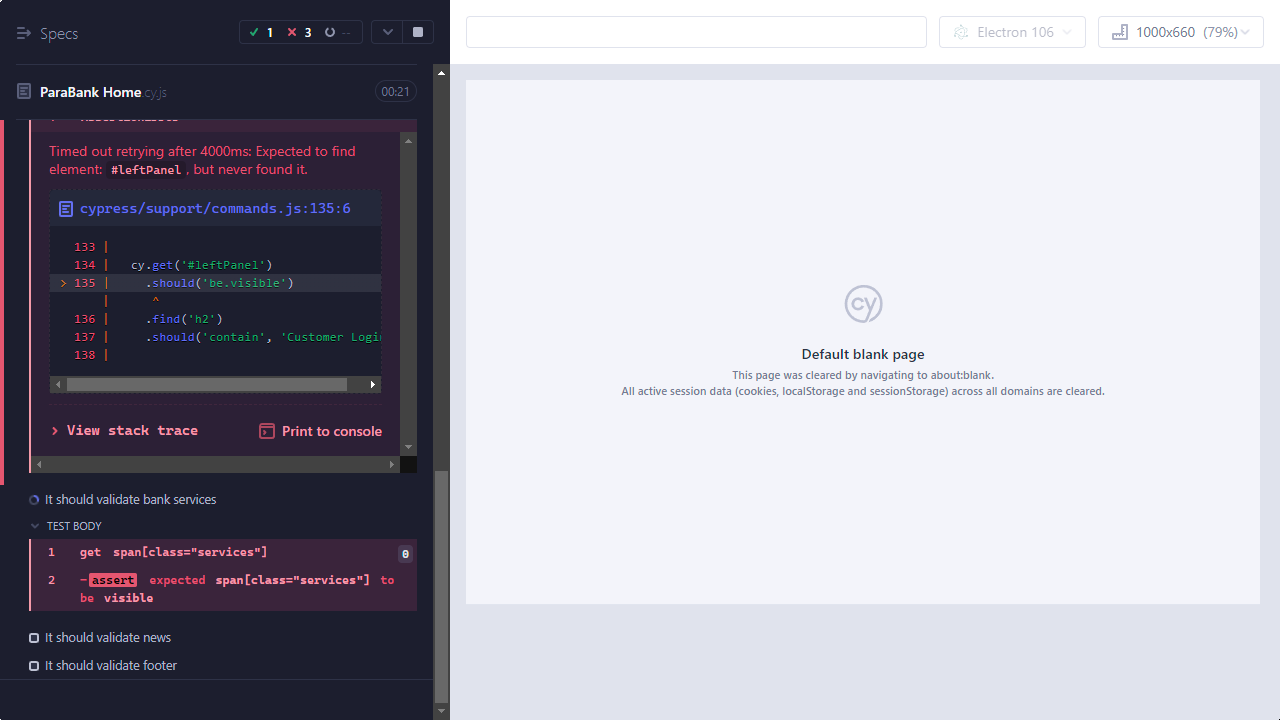 Specs
1
3
--
Electron 106
1000x660 (79%)
ParaBank Home.cy.js
00:21
Timed out retrying after 4000ms: Expected to find
element: #leftPanel, but never found it.
cypress/support/commands.js:135:6
133 |
134 | cy.get('#leftPanel')
> 135 | .should('be.visible')
| ^
136 | .find('h2')
137 | .should('contain', 'Customer Login
138 |
> View stack trace
Print to console
It should validate bank services
TEST BODY
1 get span[class="services"] 0
2 -assert expected span[class="services"] to
be visible
It should validate news
It should validate footer
cy
Default blank page
This page was cleared by navigating to about:blank.
All active session data (cookies, localStorage and sessionStorage) across all domains are cleared.